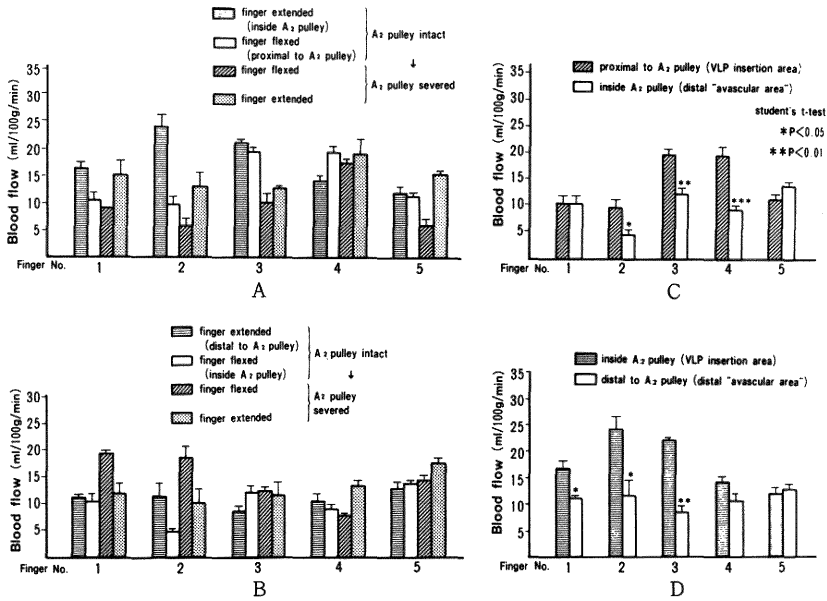 finger extended
(inside A₂ pulley)
finger flexed
(proximal to A₂ pulley)
A₂ pulley intact
↓
finger flexed
finger extended
A₂ pulley severed
Blood flow (ml/100g/min)
35
30
25
20
15
10
5
Finger No.
1
2
3
4
5
A
proximal to A₂ pulley (VLP insertion area)
inside A₂ pulley (distal "avascular area")
student's t-test
*P<0.05
**P<0.01
Blood flow (ml/100g/min)
35
30
25
20
15
10
5
*
**
***
Finger No.
1
2
3
4
5
C
finger extended
(distal to A₂ pulley)
finger flexed
(inside A₂ pulley)
A₂ pulley intact
↓
finger flexed
finger extended
A₂ pulley
severed
Blood flow (ml/100g/min)
30
25
20
15
10
5
Finger No.
1
2
3
4
5
B
inside A₂ pulley (VLP insertion area)
distal to A₂ pulley (distal "avascular area")
Blood flow (ml/100g/min)
35
30
25
20
15
10
5
*
*
**
Finger No.
1
2
3
4
5
D